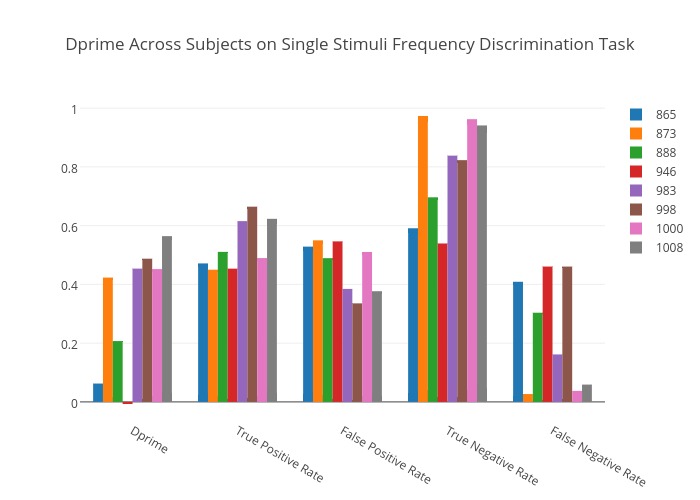 Dprime Across Subjects on Single Stimuli Frequency Discrimination Task
1
0.8
0.6
0.4
0.2
0
Dprime
True Positive Rate
False Positive Rate
True Negative Rate
False Negative Rate
865
873
888
946
983
998
1000
1008